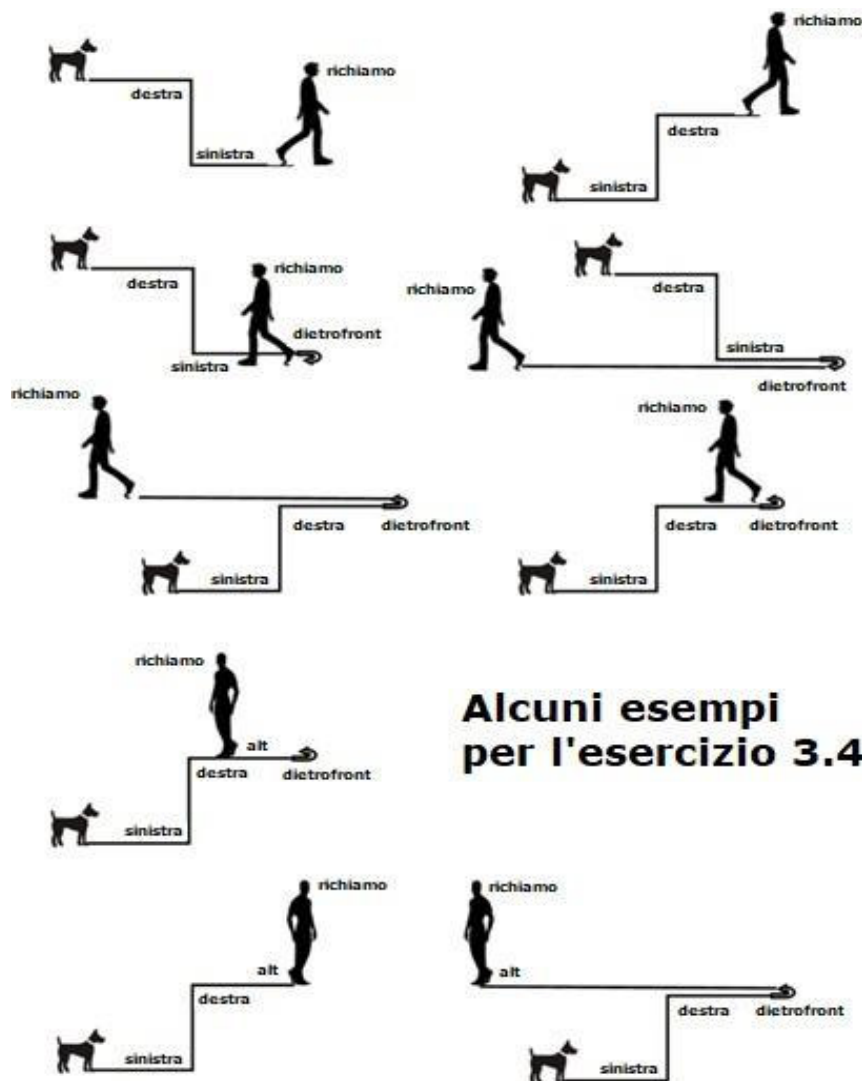 richiamo
destra
sinistra
richiamo
destra
sinistra
richiamo
destra
dietrofront
sinistra
richiamo
destra
sinistra
dietrofront
richiamo
destra
dietrofront
sinistra
richiamo
destra
dietrofront
sinistra
richiamo
alt
destra
dietrofront
sinistra
Alcuni esempi
per l'esercizio 3.4
richiamo
alt
destra
sinistra
richiamo
alt
destra
dietrofront
sinistra